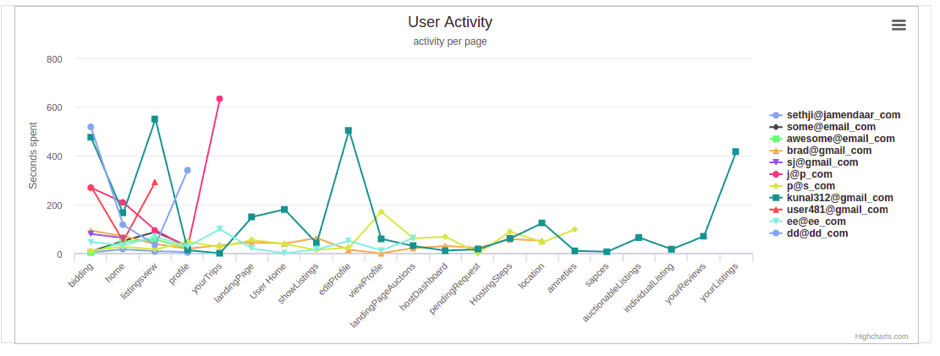 User Activity
activity per page
Seconds spent
800
600
400
200
0
bidding
home
listingsview
profile
yourTrips
landingPage
User Home
showListings
editProfile
viewProfile
landingPageAuctions
hostDashboard
pendingRequest
HostingSteps
location
amneties
sapces
auctionableListings
individualListing
yourReviews
yourListings
sethji@jamendaar_com
some@email_com
awesome@email_com
brad@gmail_com
sj@gmail_com
j@p_com
p@s_com
kunal312@gmail_com
user481@gmail_com
ee@ee_com
dd@dd_com
Highcharts.com